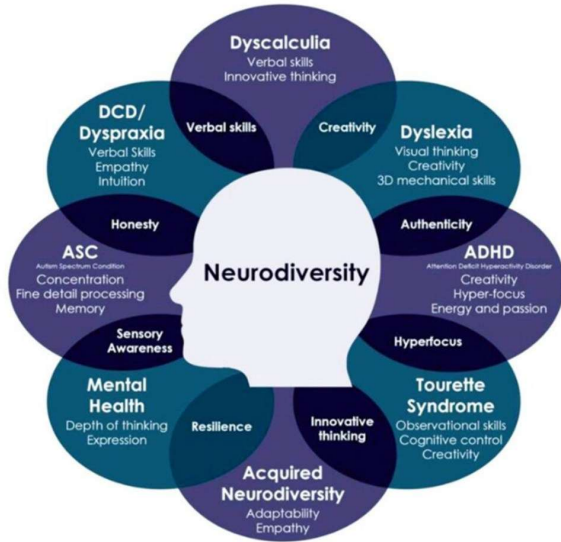 Dyscalculia
Verbal skills
Innovative thinking
Verbal skills
Creativity
DCD/
Dyspraxia
Verbal Skills
Empathy
Intuition
Dyslexia
Visual thinking
Creativity
3D mechanical skills
Honesty
Authenticity
Neurodiversity
ASC
Autism Spectrum Condition
Concentration
Fine detail processing
Memory
ADHD
Attention Deficit Hyperactivity Disorder
Creativity
Hyper-focus
Energy and passion
Sensory
Awareness
Hyperfocus
Mental
Health
Depth of thinking
Expression
Tourette
Syndrome
Observational skills
Cognitive control
Creativity
Resilience
Innovative
thinking
Acquired
Neurodiversity
Adaptability
Empathy